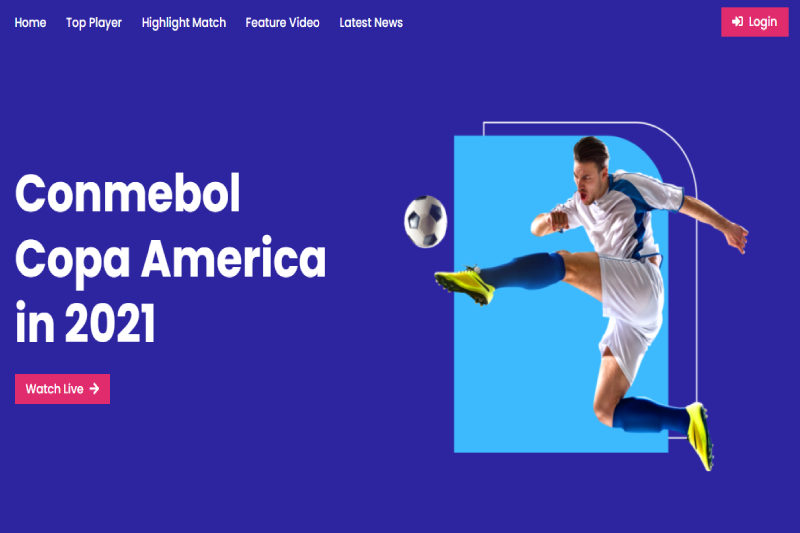 Home Top Player Highlight Match Feature Video Latest News Login
Conmebol
Copa America
in 2021
Watch Live